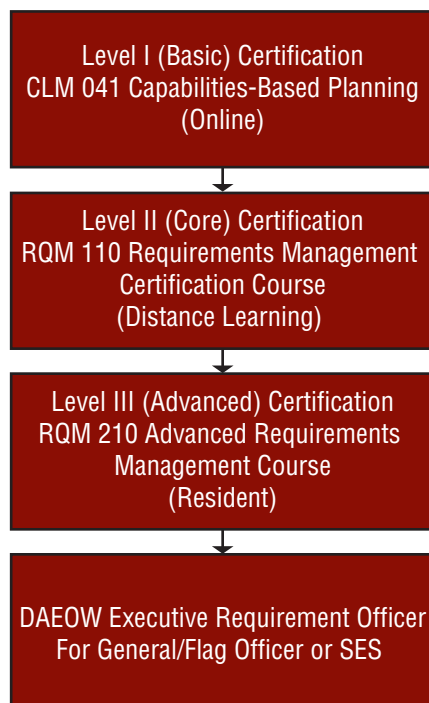 Level I (Basic) Certification
CLM 041 Capabilities-Based Planning
(Online)
Level II (Core) Certification
RQM 110 Requirements Management
Certification Course
(Distance Learning)
Level III (Advanced) Certification
RQM 210 Advanced Requirements
Management Course
(Resident)
DAEOW Executive Requirement Officer
For General/Flag Officer or SES